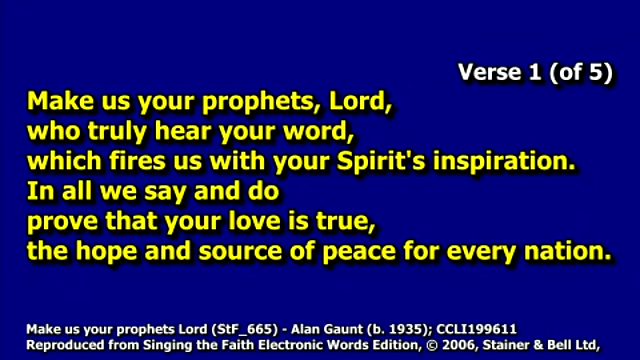 Verse 1 (of 5)
Make us your prophets, Lord,
who truly hear your word,
which fires us with your Spirit's inspiration.
In all we say and do
prove that your love is true,
the hope and source of peace for every nation.
Make us your prophets Lord (StF_665) - Alan Gaunt (b. 1935); CCLI199611
Reproduced from Singing the Faith Electronic Words Edition, © 2006, Stainer & Bell Ltd,